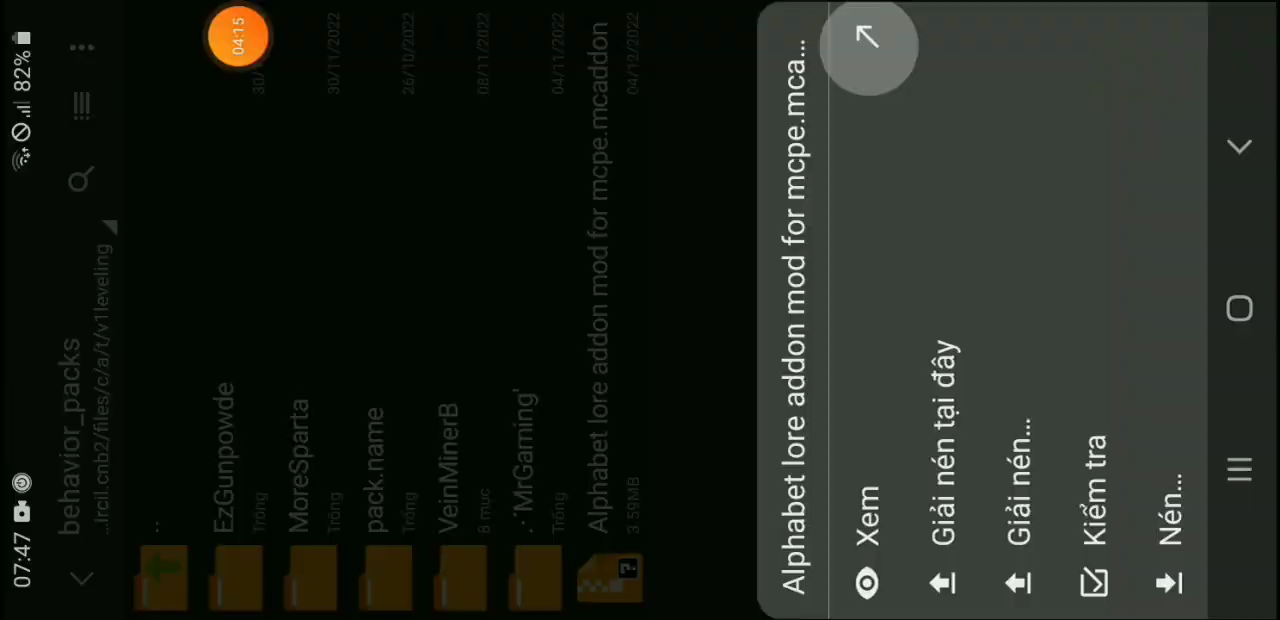 07:47
82%
behavior_packs
...lrcil.cnb2/files/c/a/t/v1leveling
04:15
..
30/
EzGunpowde
Trống
30/11/2022
MoreSparta
Trống
26/10/2022
pack.name
Trống
08/11/2022
VeinMinerB
8 mục
04/11/2022
.·´MrGaming'
Trống
Alphabet lore addon mod for mcpe.mcaddon
3.59MB
04/12/2022
Alphabet lore addon mod for mcpe.mca...
Xem
Giải nén tại đây
Giải nén...
Kiểm tra
Nén...